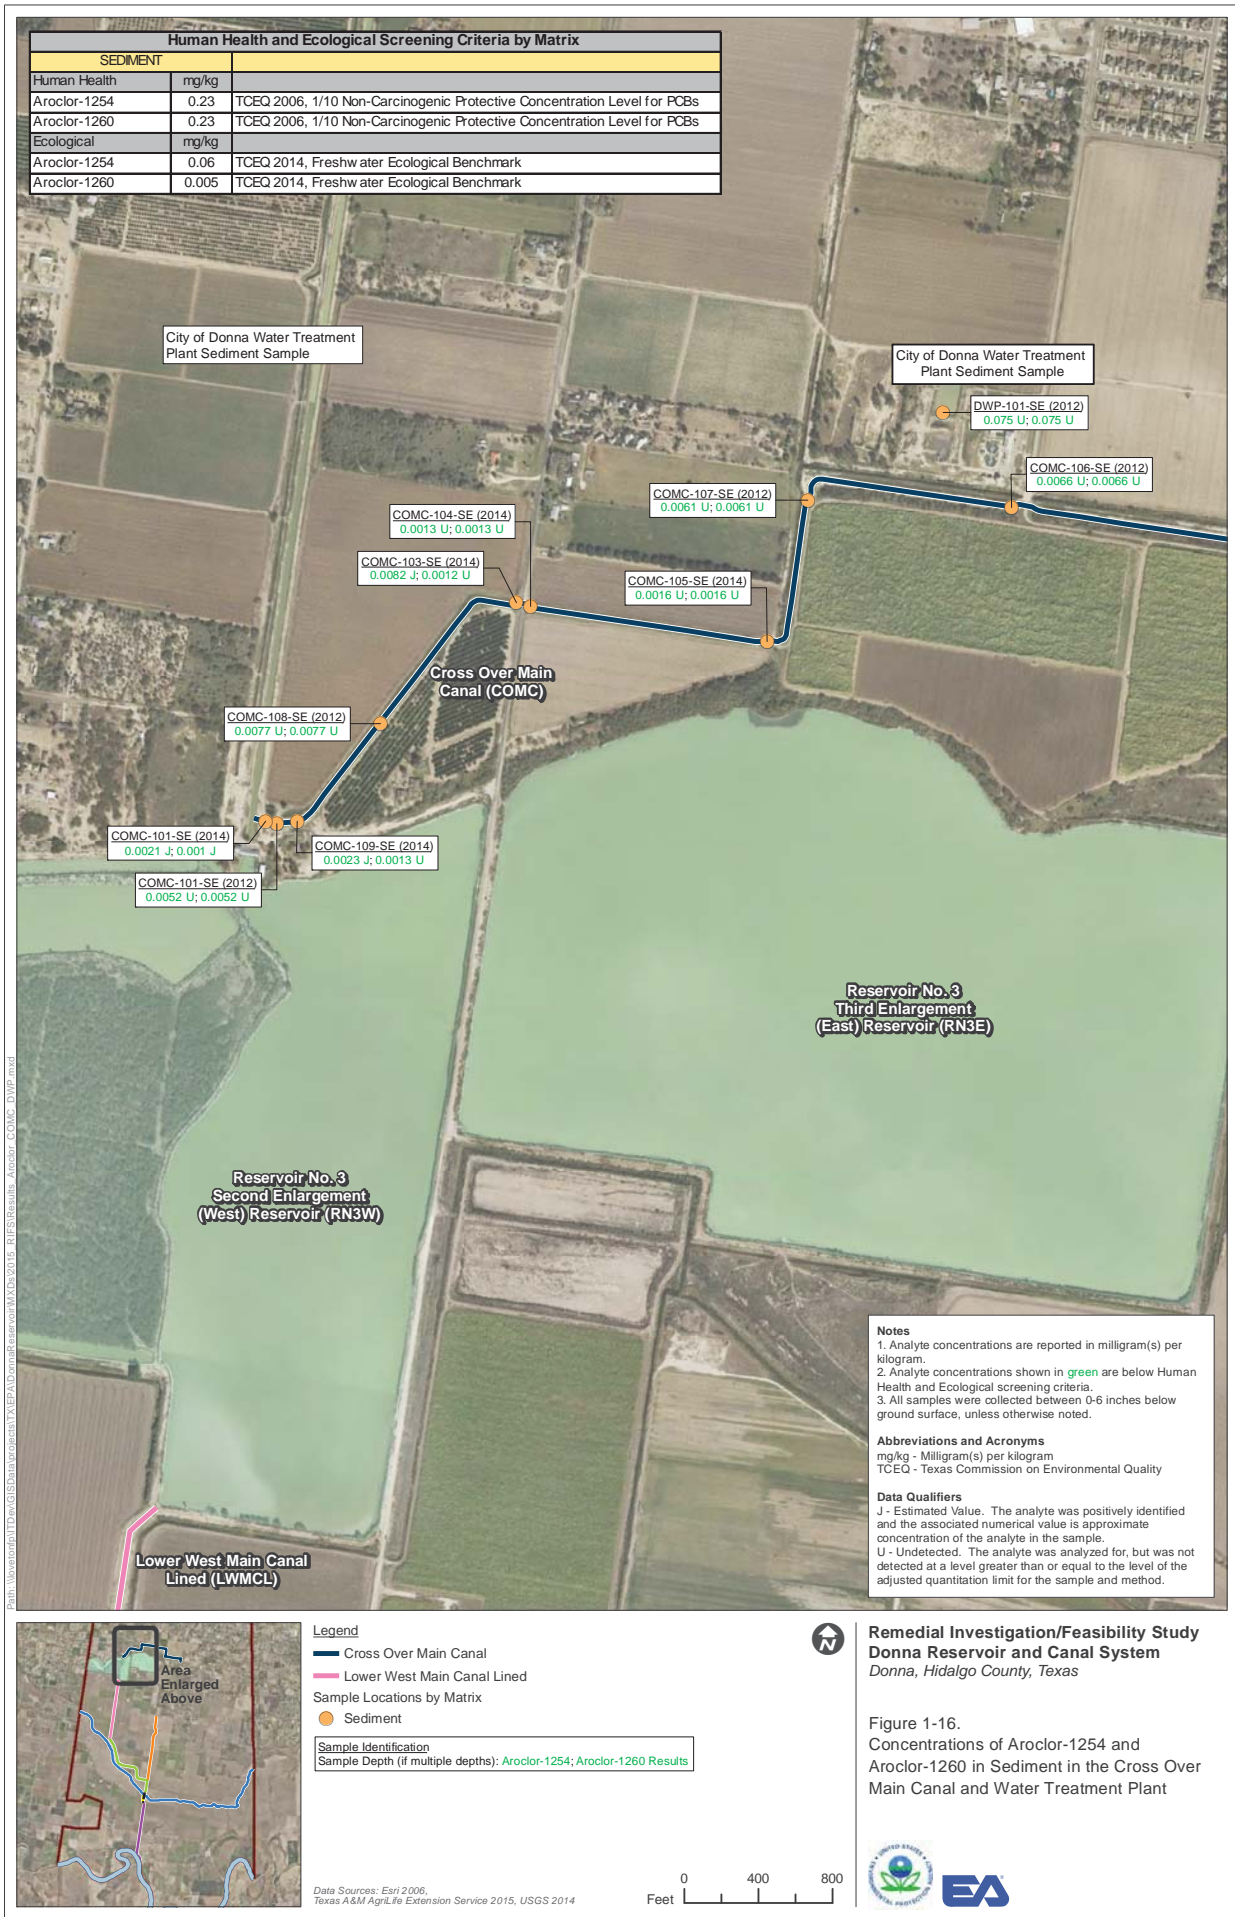 Human Health and Ecological Screening Criteria by Matrix
SEDIMENT
Human Health mg/kg
Aroclor-1254 0.23 TCEQ 2006, 1/10 Non-Carcinogenic Protective Concentration Level for PCBs
Aroclor-1260 0.23 TCEQ 2006, 1/10 Non-Carcinogenic Protective Concentration Level for PCBs
Ecological mg/kg
Aroclor-1254 0.06 TCEQ 2014, Freshwater Ecological Benchmark
Aroclor-1260 0.005 TCEQ 2014, Freshwater Ecological Benchmark
City of Donna Water Treatment
Plant Sediment Sample
City of Donna Water Treatment
Plant Sediment Sample
DWP-101-SE (2012)
0.075 U; 0.075 U
COMC-106-SE (2012)
0.0066 U; 0.0066 U
COMC-107-SE (2012)
0.0061 U; 0.0061 U
COMC-104-SE (2014)
0.0013 U; 0.0013 U
COMC-103-SE (2014)
0.0082 J; 0.0012 U
COMC-105-SE (2014)
0.0016 U; 0.0016 U
Cross Over Main
Canal (COMC)
COMC-108-SE (2012)
0.0077 U; 0.0077 U
COMC-101-SE (2014)
0.0021 J; 0.001 J
COMC-109-SE (2014)
0.0023 J; 0.0013 U
COMC-101-SE (2012)
0.0052 U; 0.0052 U
Reservoir No. 3
Third Enlargement
(East) Reservoir (RN3E)
Reservoir No. 3
Second Enlargement
(West) Reservoir (RN3W)
Lower West Main Canal
Lined (LWMCL)
Notes
1. Analyte concentrations are reported in milligram(s) per
kilogram.
2. Analyte concentrations shown in green are below Human
Health and Ecological screening criteria.
3. All samples were collected between 0-6 inches below
ground surface, unless otherwise noted.
Abbreviations and Acronyms
mg/kg - Milligram(s) per kilogram
TCEQ - Texas Commission on Environmental Quality
Data Qualifiers
J - Estimated Value. The analyte was positively identified
and the associated numerical value is approximate
concentration of the analyte in the sample.
U - Undetected. The analyte was analyzed for, but was not
detected at a level greater than or equal to the level of the
adjusted quantitation limit for the sample and method.
Area
Enlarged
Above
Legend
Cross Over Main Canal
Lower West Main Canal Lined
Sample Locations by Matrix
Sediment
Sample Identification
Sample Depth (if multiple depths): Aroclor-1254; Aroclor-1260 Results
Data Sources: Esri 2006,
Texas A&M AgriLife Extension Service 2015, USGS 2014
N
0 400 800
Feet
Remedial Investigation/Feasibility Study
Donna Reservoir and Canal System
Donna, Hidalgo County, Texas
Figure 1-16.
Concentrations of Aroclor-1254 and
Aroclor-1260 in Sediment in the Cross Over
Main Canal and Water Treatment Plant
UNITED STATES
EA